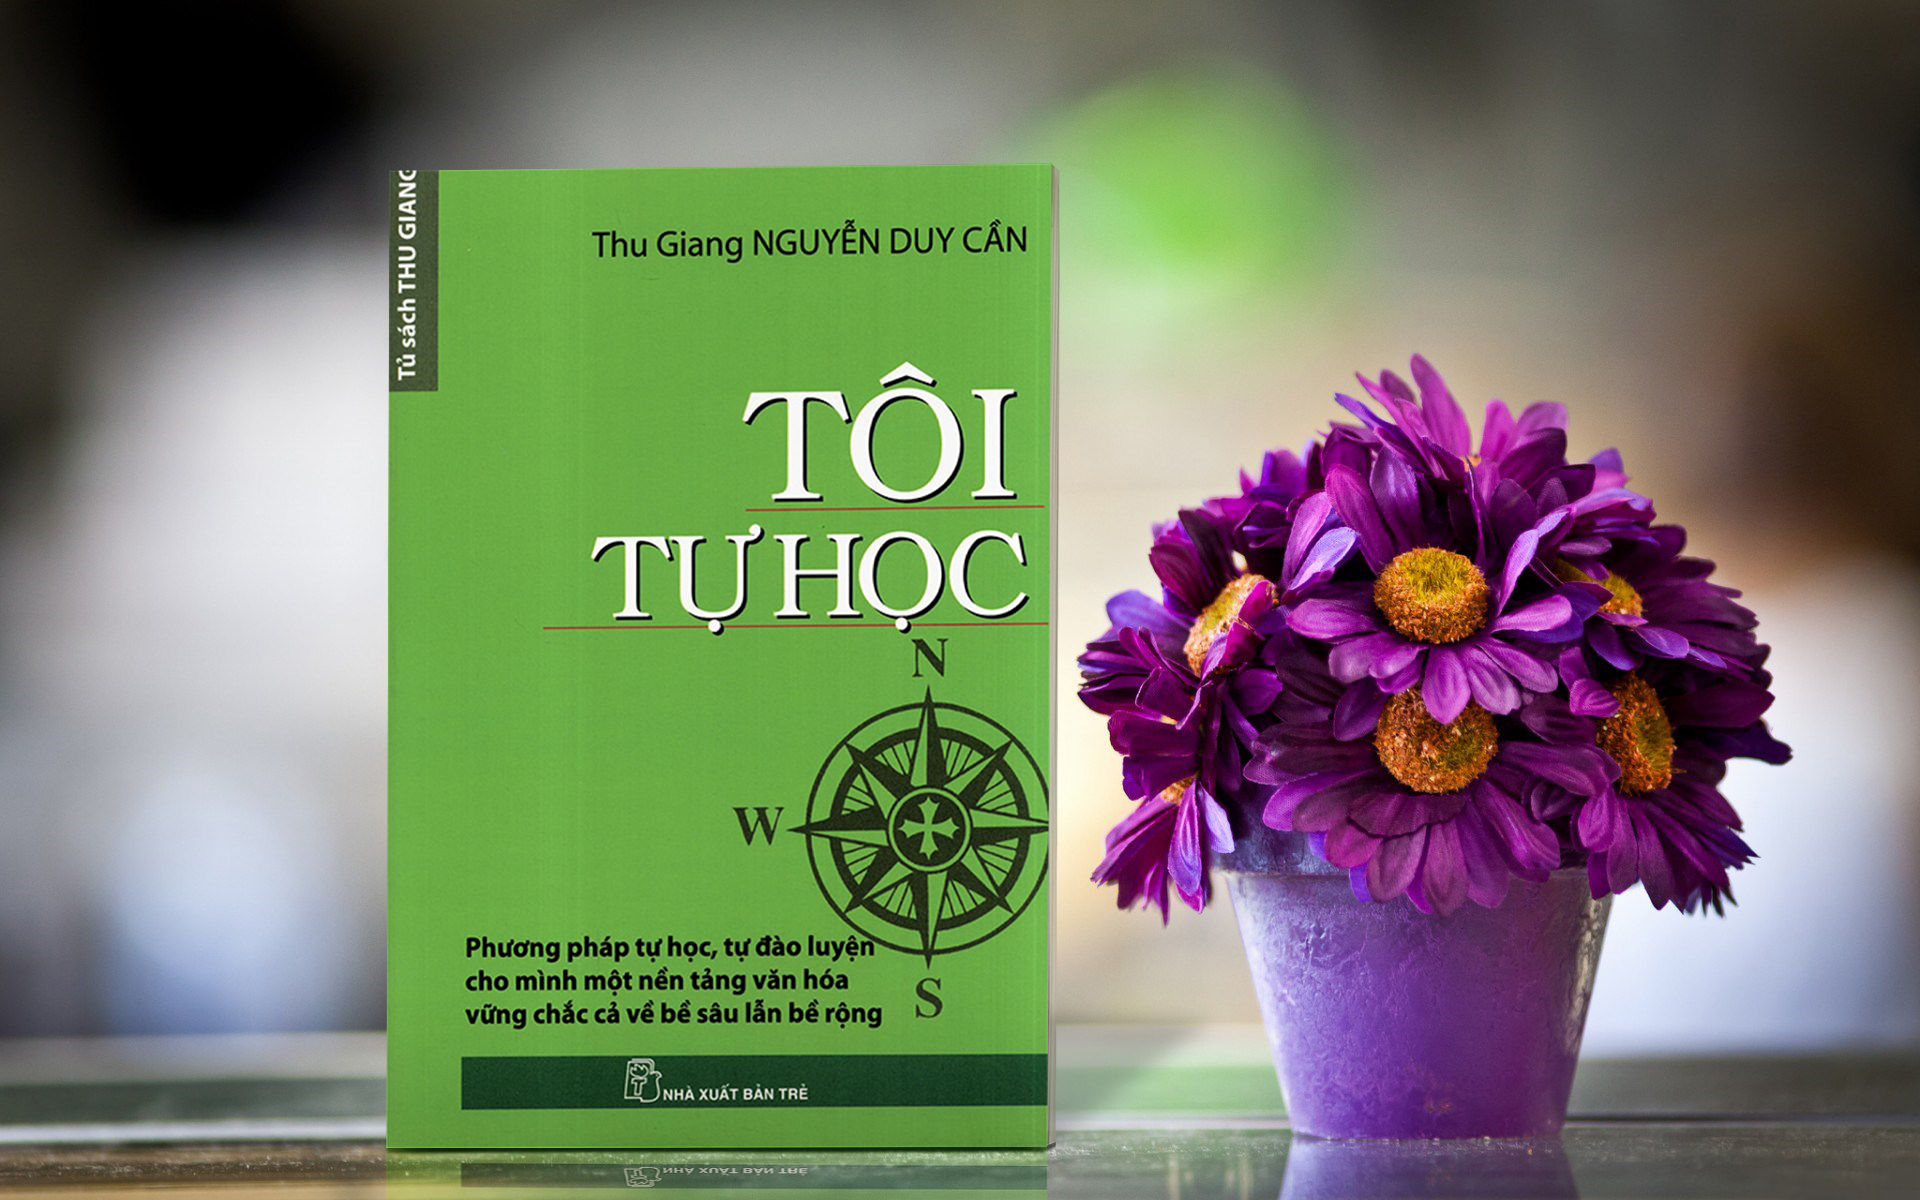 Tủ sách THU GIANG
Thu Giang NGUYỄN DUY CẦN
TÔI
TỰ HỌC
N
W
S
Phương pháp tự học, tự đào luyện
cho mình một nền tảng văn hóa
vững chắc cả về bề sâu lẫn bề rộng
NHÀ XUẤT BẢN TRẺ